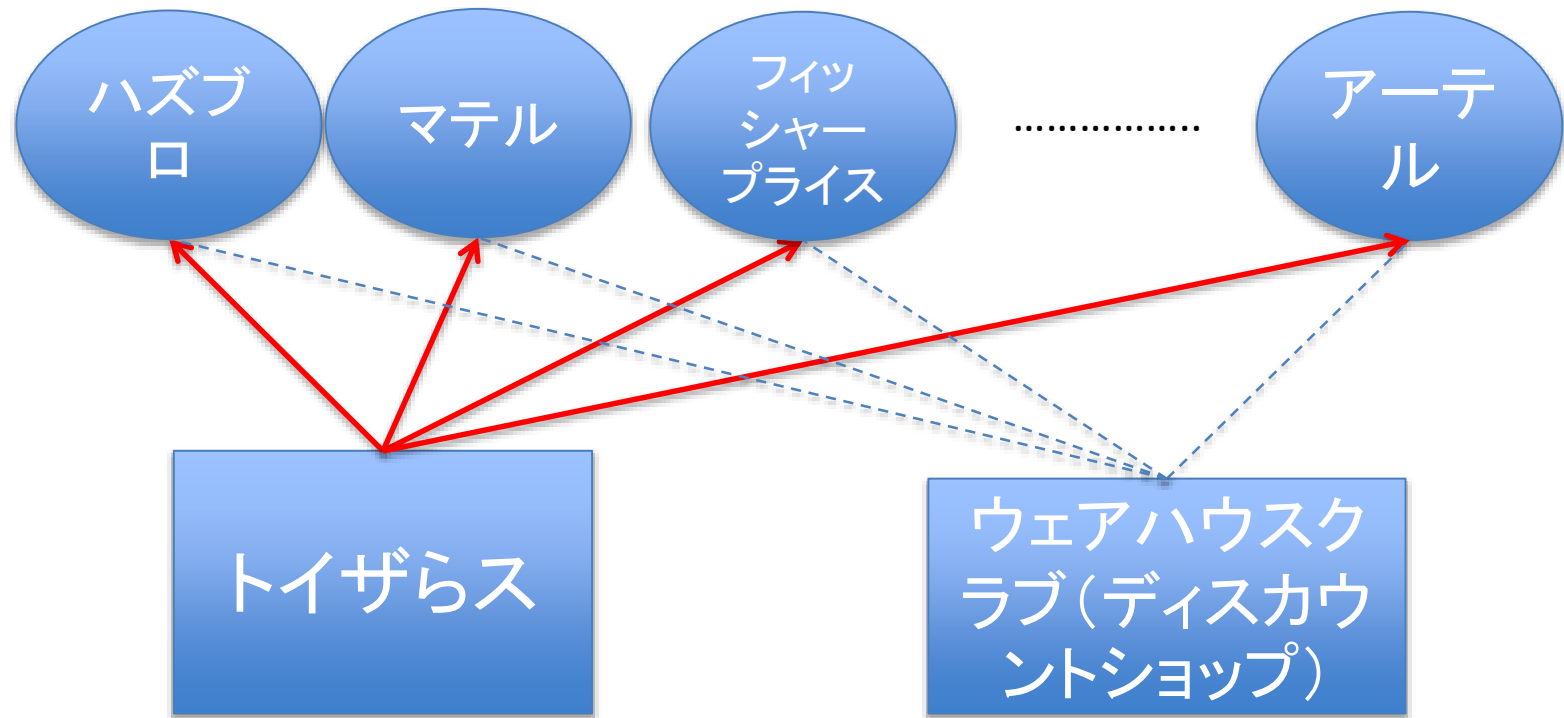 ハズブ
ロ
マテル
フィッ
シャー
プライス
……………..
アーテ
ル
トイザらス
ウェアハウスク
ラブ（ディスカウ
ントショップ）